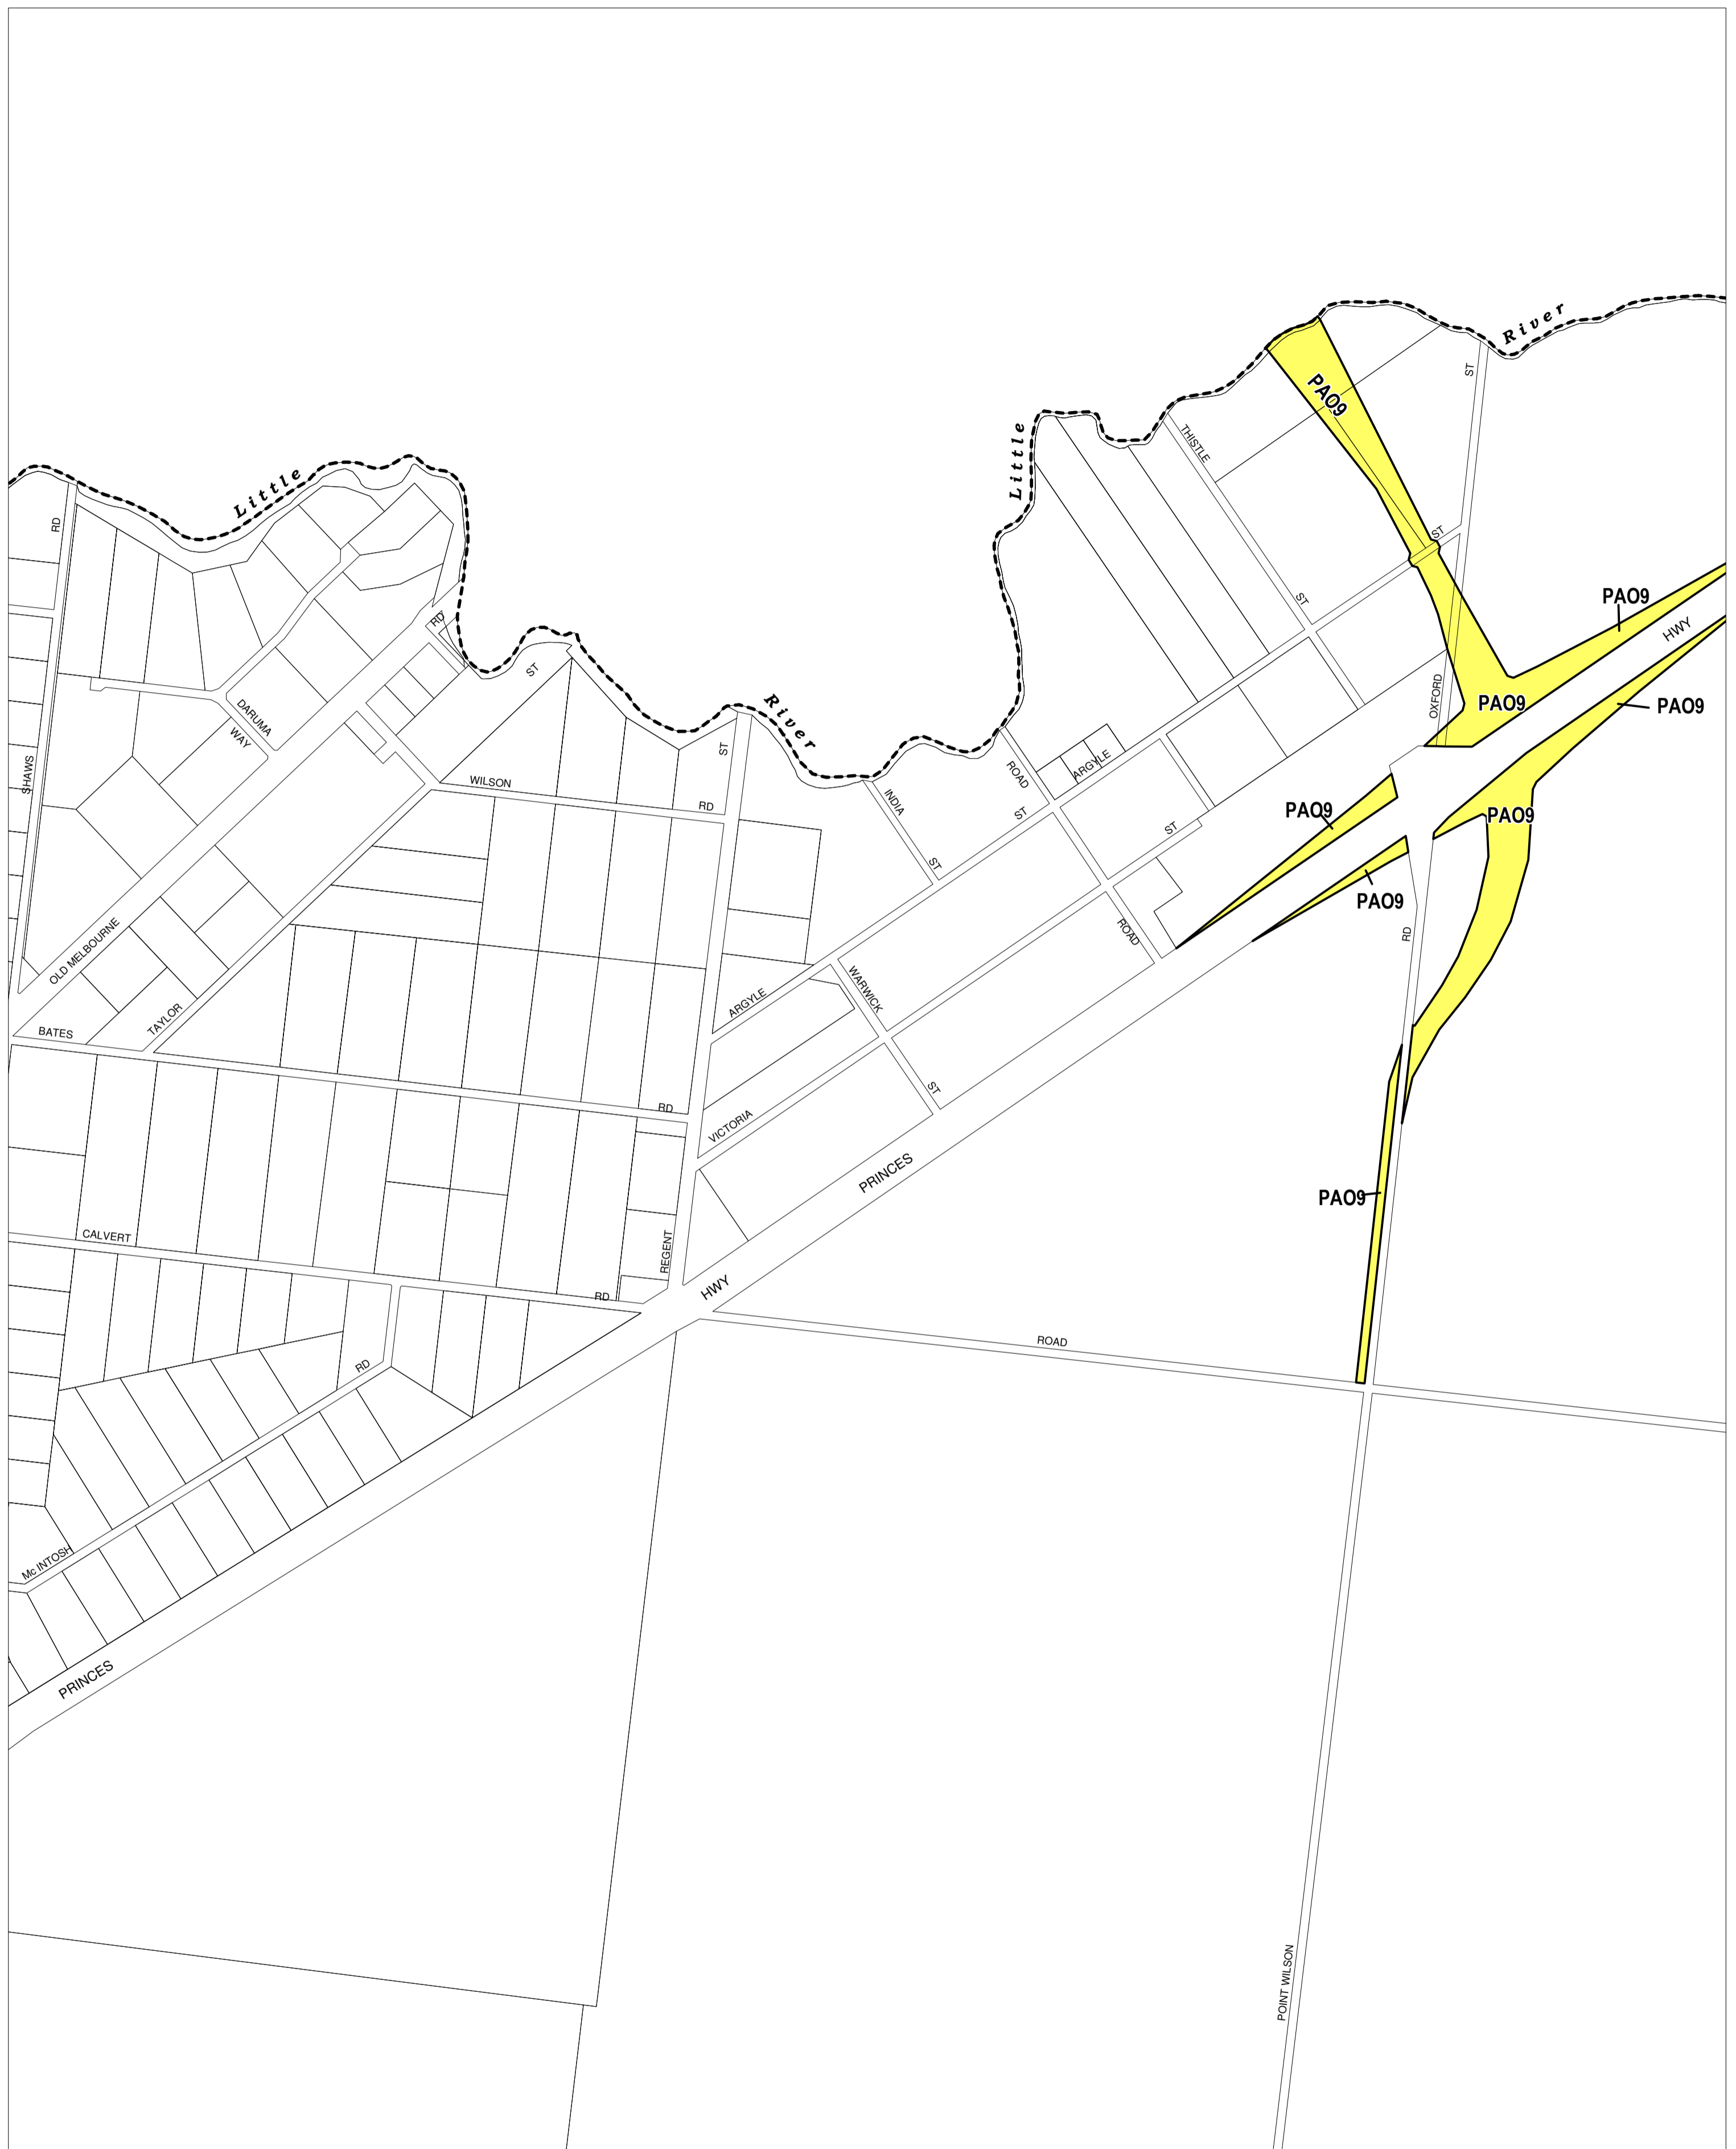 River
ST
PAO9
Little
THISTLE
Little
RD
ST
PAO9
ST
RD
HWY
ST
OXFORD
PAO9
PAO9
DARUMA
River
WAY
ST
ROAD
ARGYLE
SHAWS
WILSON
RD
INDIA
ST
PAO9
PAO9
ST
ST
PAO9
OLD MELBOURNE
ROAD
RD
WARWICK
ARGYLE
TAYLOR
BATES
ST
RD
VICTORIA
PRINCES
PAO9
CALVERT
REGENT
HWY
RD
ROAD
RD
Mc INTOSH
PRINCES
POINT WILSON